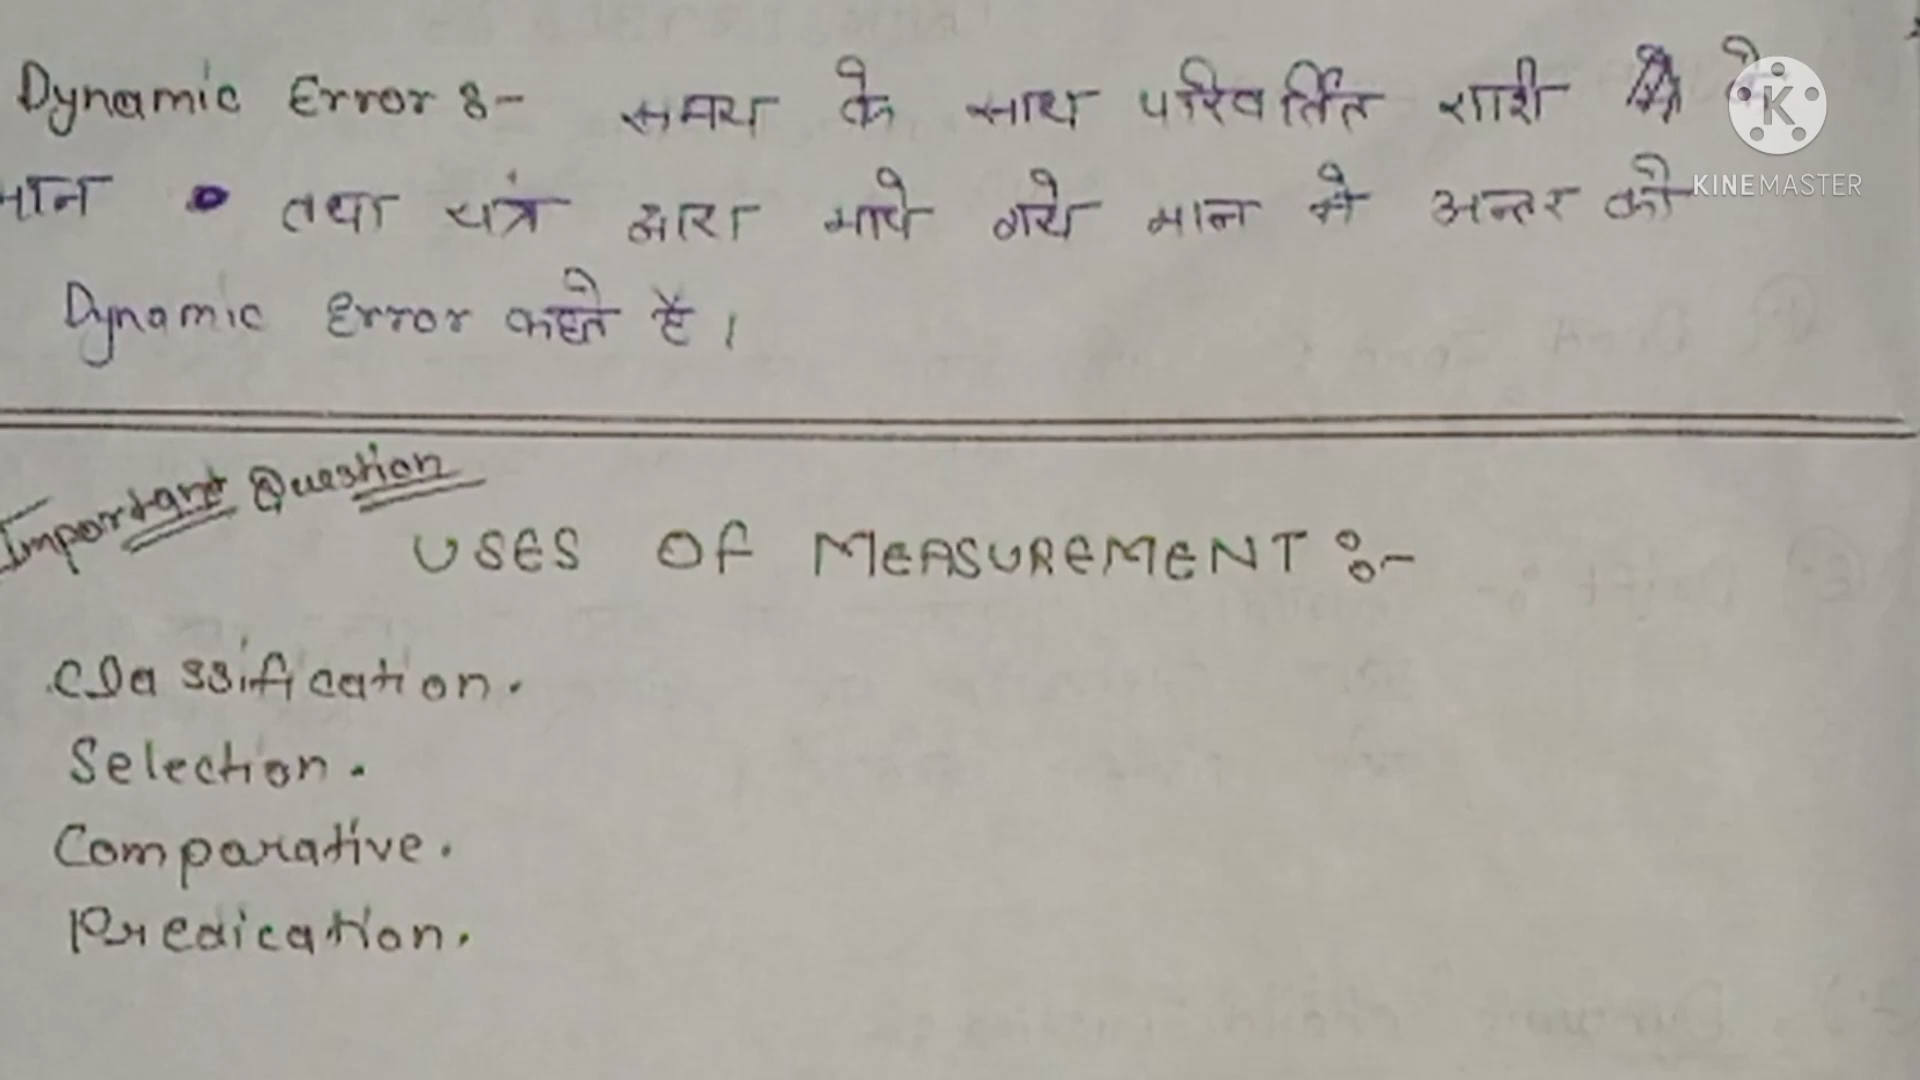 Dynamic Error :- समय के साथ परिवर्तित राशी के
मान तथा यत्रं द्वारा मापे गये मान मे अन्तर को
Dynamic Error कहते है।
KINEMASTER
Important Question
USES OF MEASUREMENT :-
Classification.
Selection.
Comparative.
Predication.